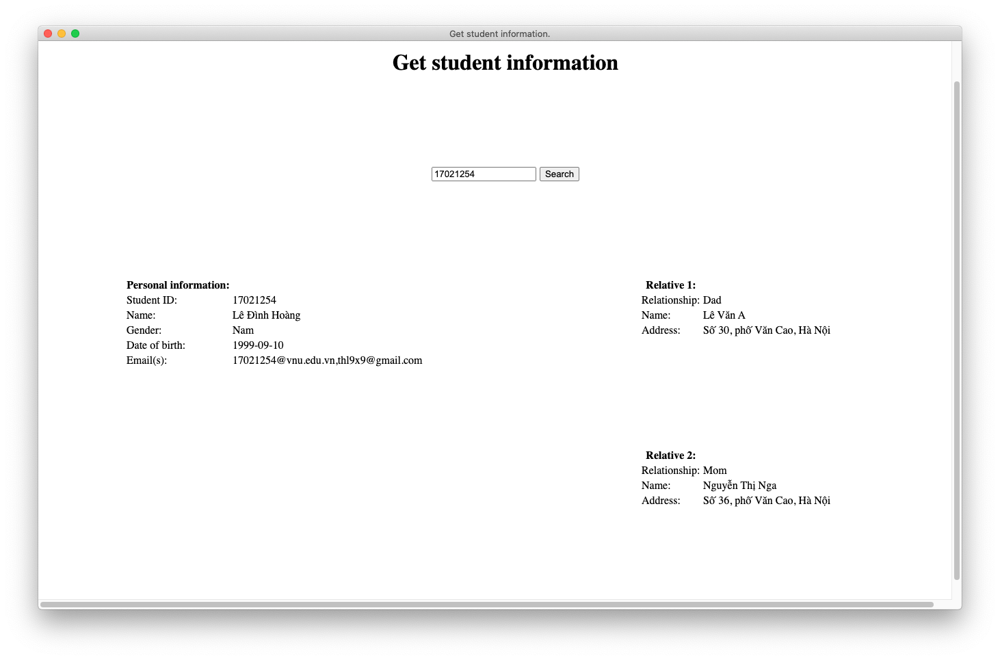 Get student information.
Get student information
17021254 Search
Personal information:
Student ID: 17021254
Name: Lê Đình Hoàng
Gender: Nam
Date of birth: 1999-09-10
Email(s): 17021254@vnu.edu.vn,thl9x9@gmail.com
Relative 1:
Relationship: Dad
Name: Lê Văn A
Address: Số 30, phố Văn Cao, Hà Nội
Relative 2:
Relationship: Mom
Name: Nguyễn Thị Nga
Address: Số 36, phố Văn Cao, Hà Nội